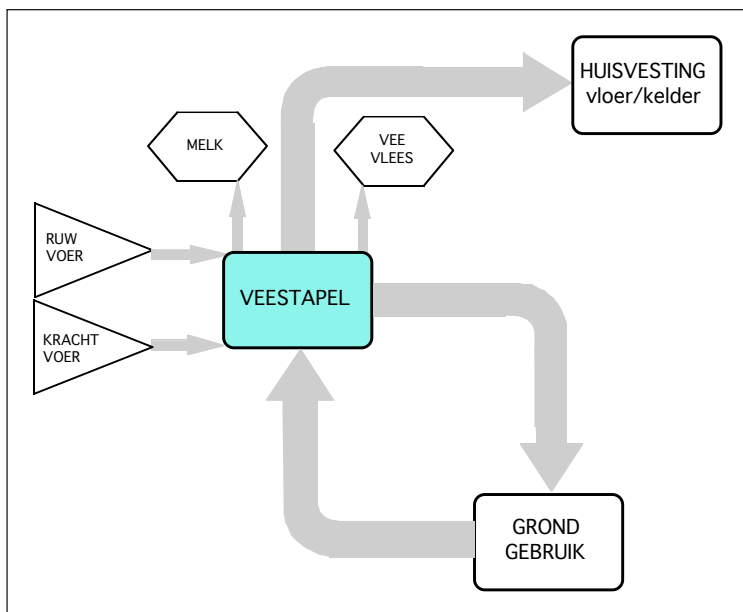 HUISVESTING
vloer/kelder
MELK
VEE
VLEES
RUW
VOER
VEESTAPEL
KRACHT
VOER
GROND
GEBRUIK